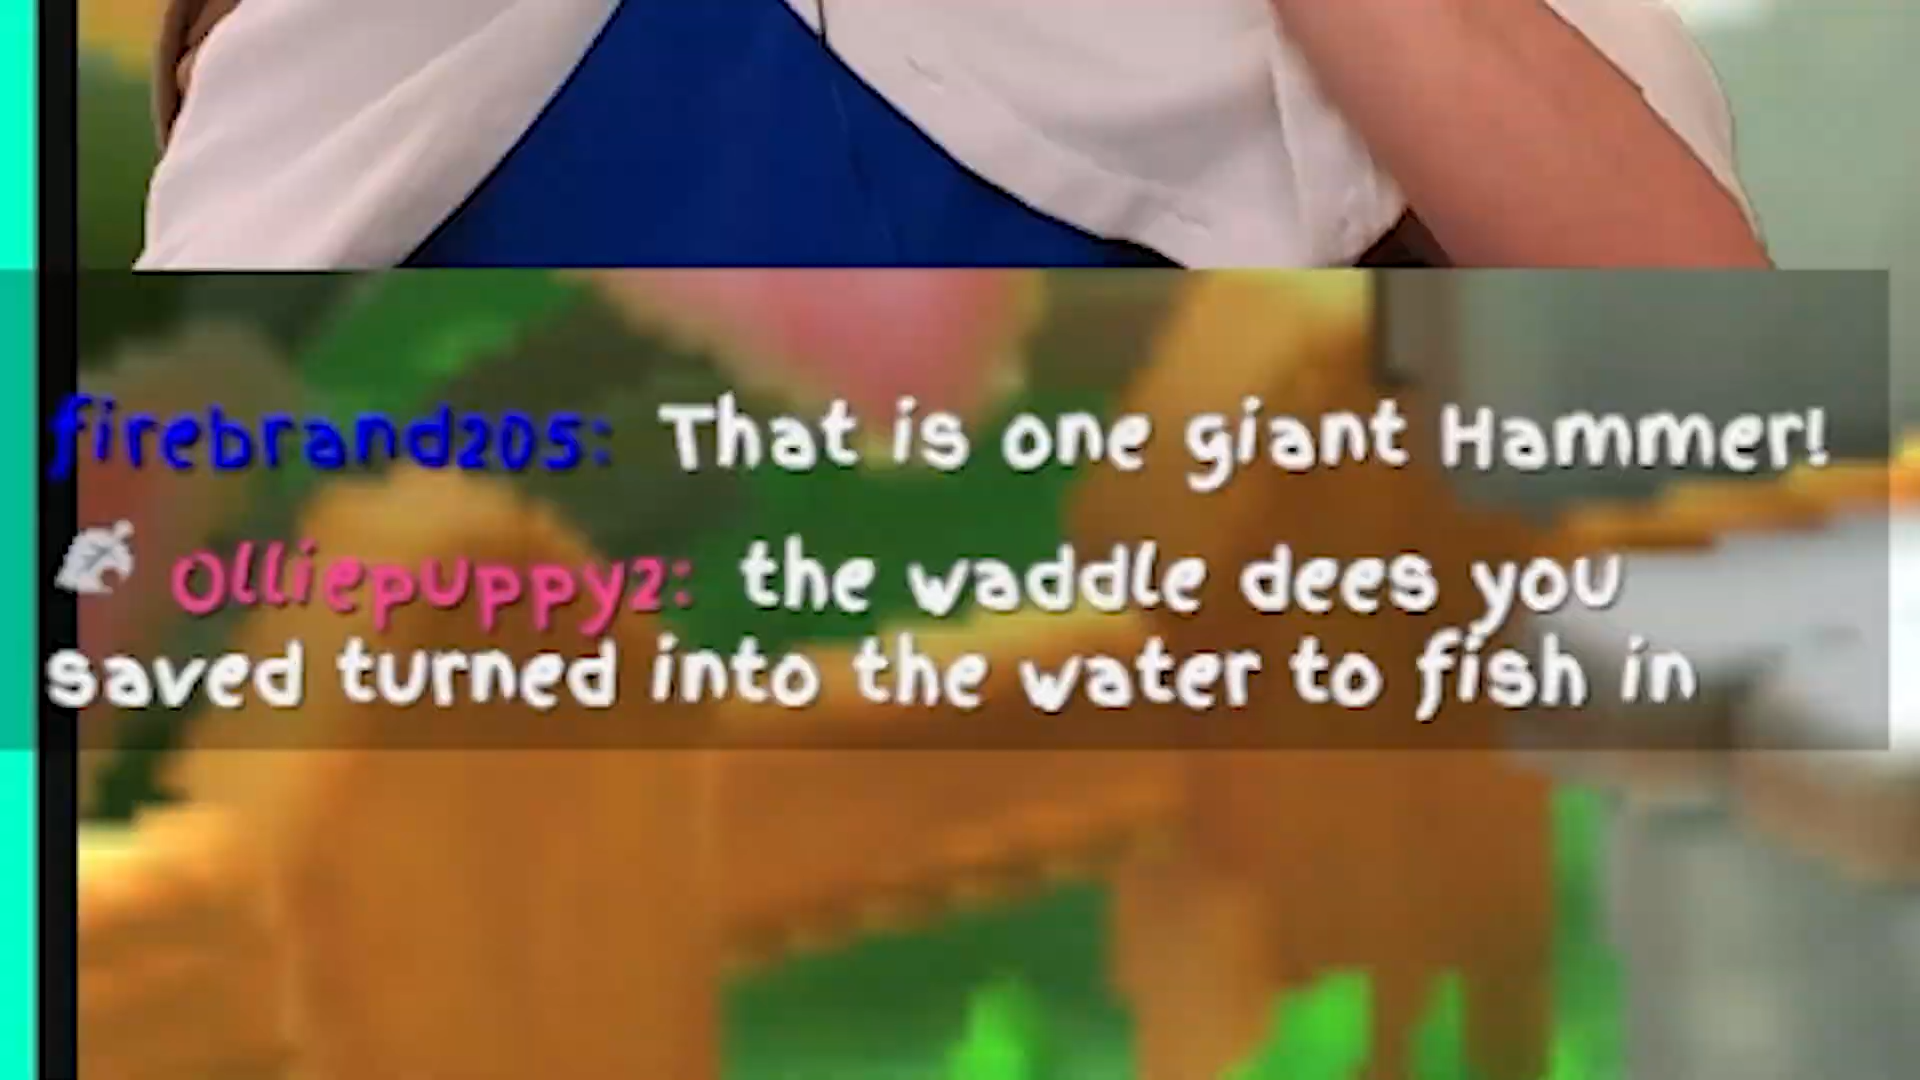 firebrand205: That is one giant Hammer!
Olliepuppy2: the waddle dees you
saved turned into the water to fish in